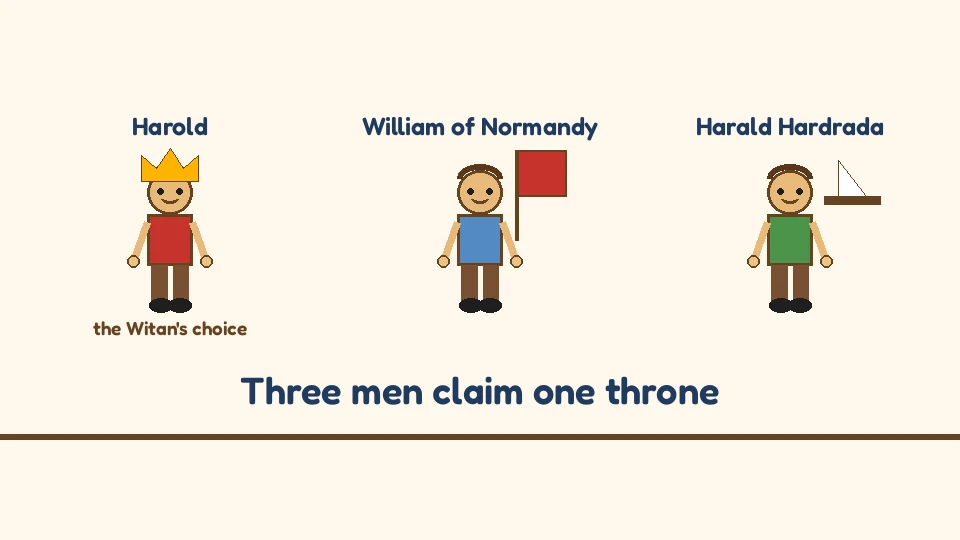 Harold
William of Normandy
Harald Hardrada
the Witan's choice
Three men claim one throne